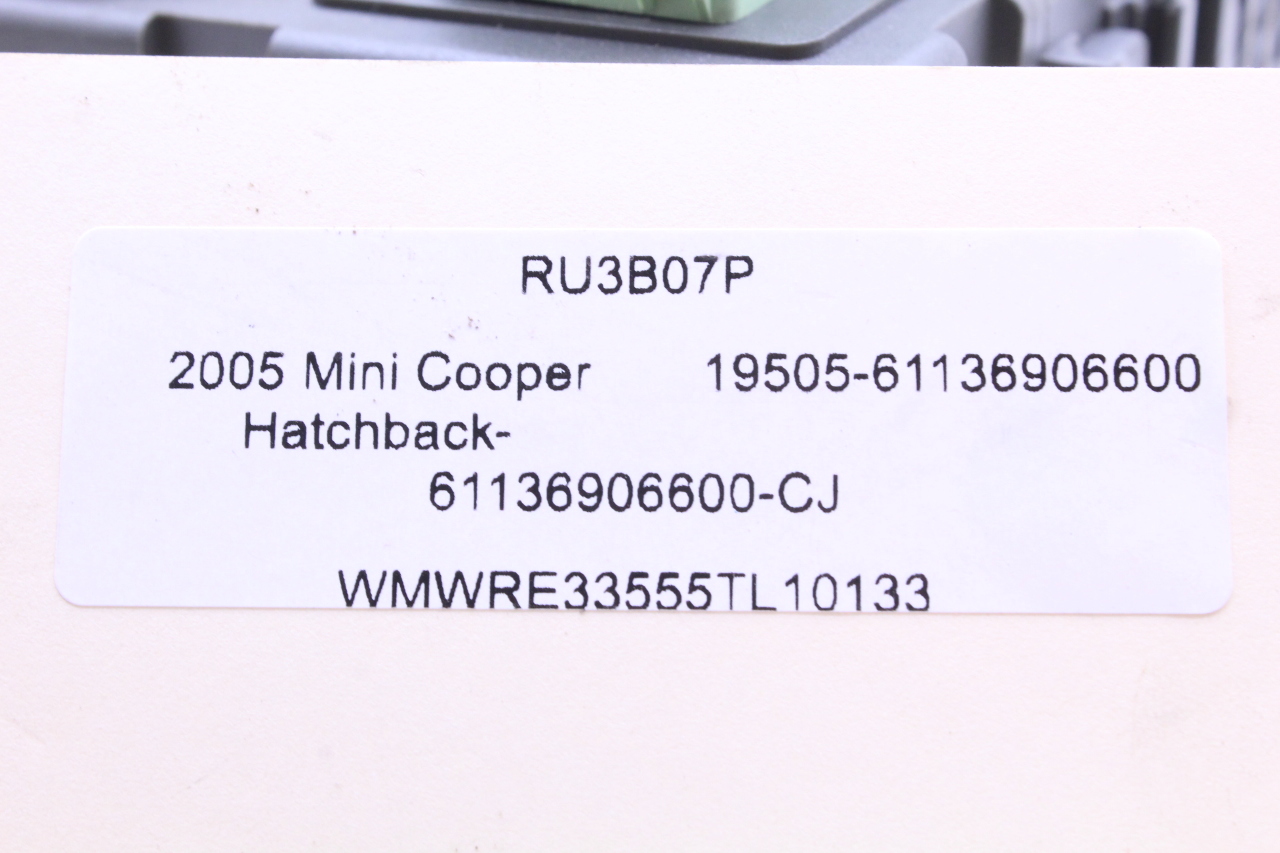 RU3B07P
2005 Mini Cooper 19505-61136906600
Hatchback-
61136906600-CJ
WMWRE33555TL10133